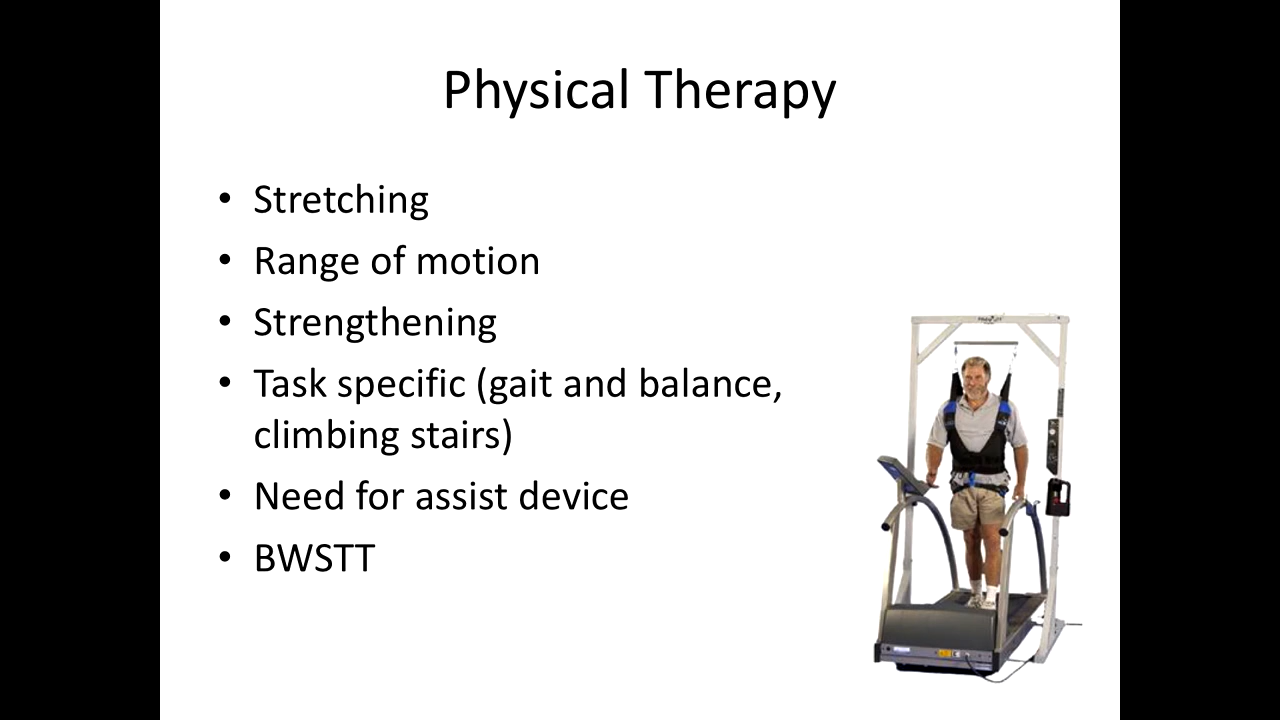 Physical Therapy
• Stretching
• Range of motion
• Strengthening
• Task specific (gait and balance,
climbing stairs)
• Need for assist device
• BWSTT